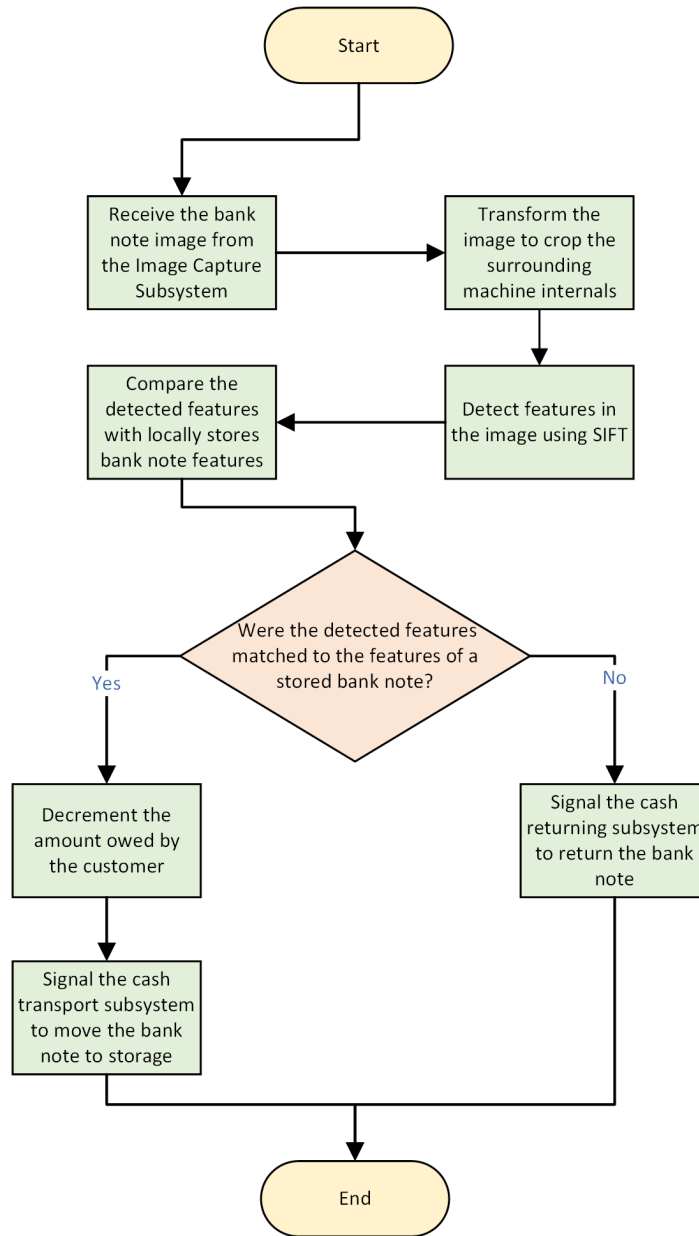 Start
Receive the bank
note image from
the Image Capture
Subsystem
Transform the
image to crop the
surrounding
machine internals
Compare the
detected features
with locally stores
bank note features
Detect features in
the image using SIFT
Were the detected features
matched to the features of a
stored bank note?
Yes
No
Decrement the
amount owed by
the customer
Signal the cash
returning subsystem
to return the bank
note
Signal the cash
transport subsystem
to move the bank
note to storage
End